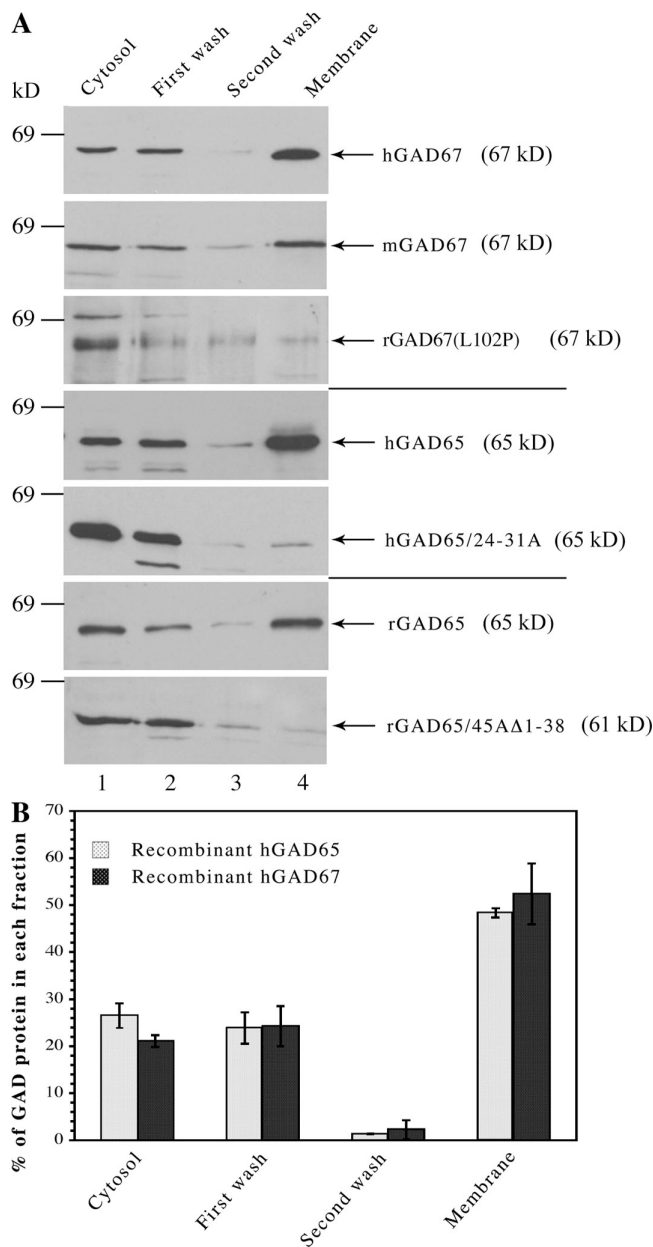 A
Cytosol
First wash
Second wash
Membrane
kD
69
hGAD67 (67 kD)
69
mGAD67 (67 kD)
69
rGAD67(L102P) (67 kD)
69
hGAD65 (65 kD)
69
hGAD65/24-31A (65 kD)
69
rGAD65 (65 kD)
69
rGAD65/45AΔ1-38 (61 kD)
1 2 3 4
B
% of GAD protein in each fraction
70
60
50
40
30
20
10
0
Recombinant hGAD65
Recombinant hGAD67
Cytosol
First wash
Second wash
Membrane